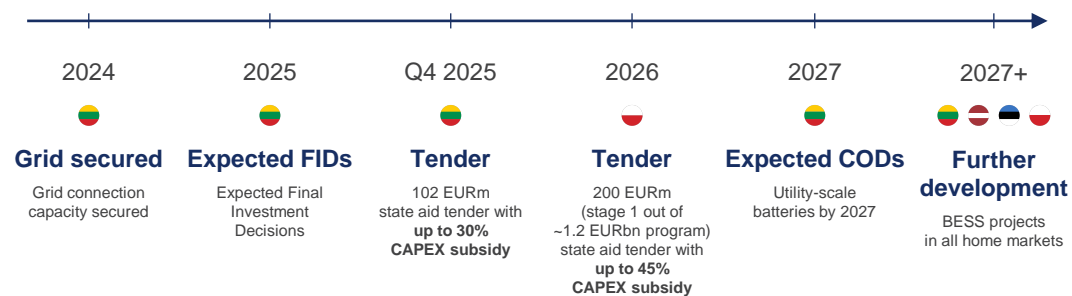 2024
Grid secured
Grid connection
capacity secured
2025
Expected FIDs
Expected Final
Investment
Decisions
Q4 2025
Tender
102 EURm
state aid tender with
up to 30%
CAPEX subsidy
2026
Tender
200 EURm
(stage 1 out of
~1.2 EURbn program)
state aid tender with
up to 45%
CAPEX subsidy
2027
Expected CODs
Utility-scale
batteries by 2027
2027+
Further
development
BESS projects
in all home markets